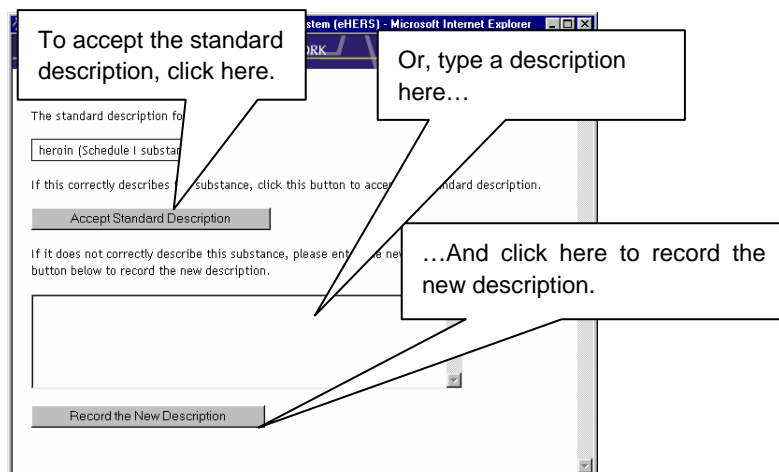 stem (eHERS) - Microsoft Internet Explorer
To accept the standard
description, click here.
ORK
Or, type a description
here…
The standard description fo
heroin (Schedule I substan
If this correctly describes substance, click this button to acce ndard description.
Accept Standard Description
If it does not correctly describe this substance, please ent e new
button below to record the new description.
…And click here to record the
new description.
Record the New Description